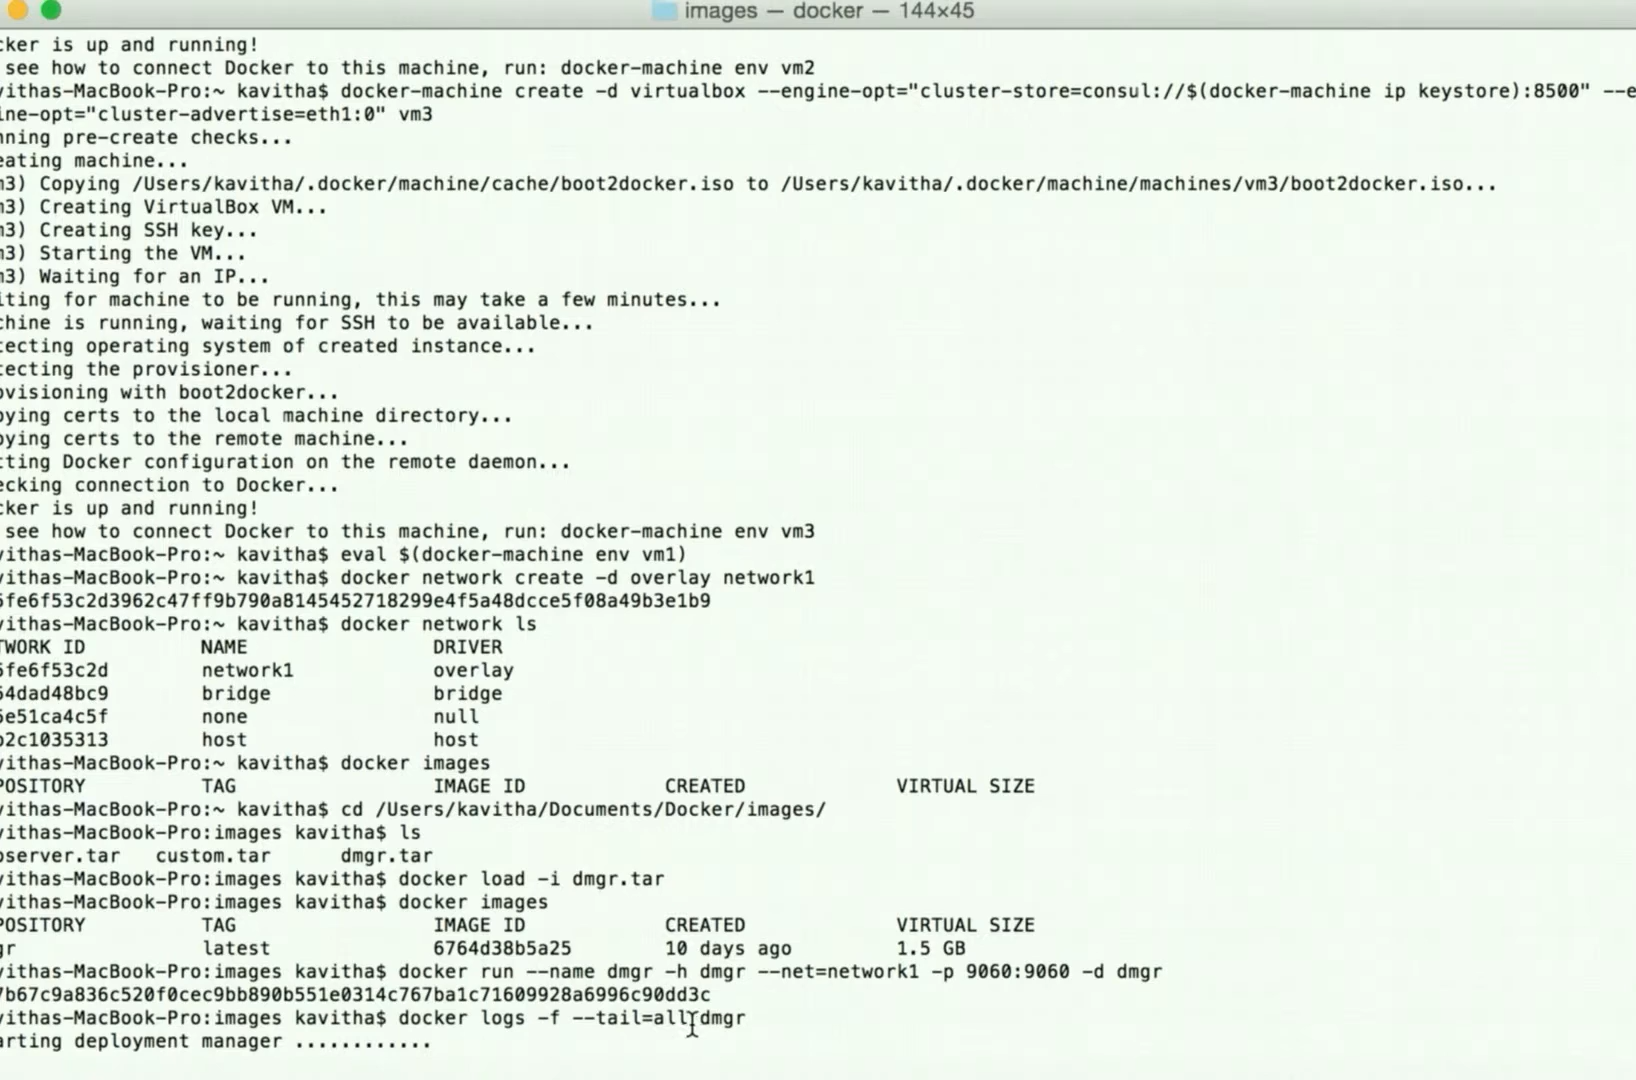 images — docker — 144×45
cker is up and running!
see how to connect Docker to this machine, run: docker-machine env vm2
vithas-MacBook-Pro:~ kavitha$ docker-machine create -d virtualbox --engine-opt="cluster-store=consul://$(docker-machine ip keystore):8500" --e
ine-opt="cluster-advertise=eth1:0" vm3
nning pre-create checks...
eating machine...
m3) Copying /Users/kavitha/.docker/machine/cache/boot2docker.iso to /Users/kavitha/.docker/machine/machines/vm3/boot2docker.iso...
m3) Creating VirtualBox VM...
m3) Creating SSH key...
m3) Starting the VM...
m3) Waiting for an IP...
iting for machine to be running, this may take a few minutes...
chine is running, waiting for SSH to be available...
tecting operating system of created instance...
tecting the provisioner...
ovisioning with boot2docker...
pying certs to the local machine directory...
pying certs to the remote machine...
tting Docker configuration on the remote daemon...
ecking connection to Docker...
cker is up and running!
see how to connect Docker to this machine, run: docker-machine env vm3
vithas-MacBook-Pro:~ kavitha$ eval $(docker-machine env vm1)
vithas-MacBook-Pro:~ kavitha$ docker network create -d overlay network1
5fe6f53c2d3962c47ff9b790a8145452718299e4f5a48dcce5f08a49b3e1b9
vithas-MacBook-Pro:~ kavitha$ docker network ls
TWORK ID NAME DRIVER
5fe6f53c2d network1 overlay
54dad48bc9 bridge bridge
5e51ca4c5f none null
b2c1035313 host host
vithas-MacBook-Pro:~ kavitha$ docker images
POSITORY TAG IMAGE ID CREATED VIRTUAL SIZE
vithas-MacBook-Pro:~ kavitha$ cd /Users/kavitha/Documents/Docker/images/
vithas-MacBook-Pro:images kavitha$ ls
pserver.tar custom.tar dmgr.tar
vithas-MacBook-Pro:images kavitha$ docker load -i dmgr.tar
vithas-MacBook-Pro:images kavitha$ docker images
POSITORY TAG IMAGE ID CREATED VIRTUAL SIZE
gr latest 6764d38b5a25 10 days ago 1.5 GB
vithas-MacBook-Pro:images kavitha$ docker run --name dmgr -h dmgr --net=network1 -p 9060:9060 -d dmgr
7b67c9a836c520f0cec9bb890b551e0314c767ba1c71609928a6996c90dd3c
vithas-MacBook-Pro:images kavitha$ docker logs -f --tail=all dmgr
arting deployment manager ............